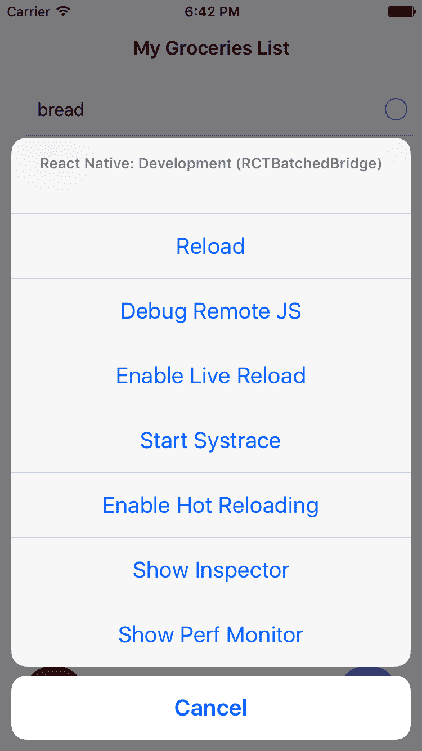 Carrier 6:42 PM
My Groceries List
bread
React Native: Development (RCTBatchedBridge)
Reload
Debug Remote JS
Enable Live Reload
Start Systrace
Enable Hot Reloading
Show Inspector
Show Perf Monitor
Cancel